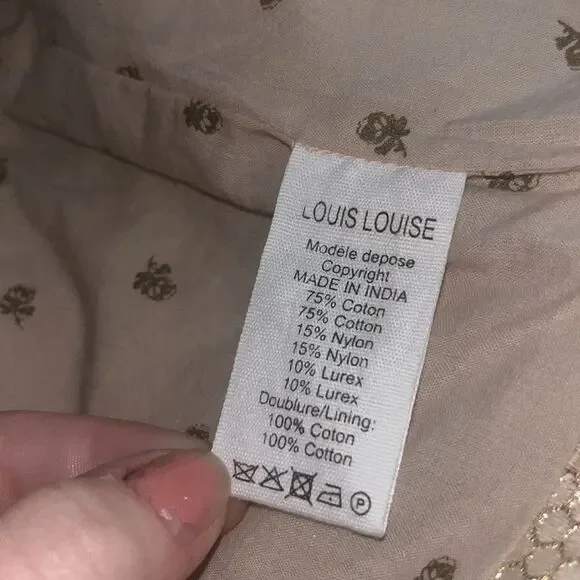 LOUIS LOUISE
Modèle depose
Copyright
MADE IN INDIA
75% Coton
75% Cotton
15% Nylon
15% Nylon
10% Lurex
10% Lurex
Doublure/Lining:
100% Coton
100% Cotton
P